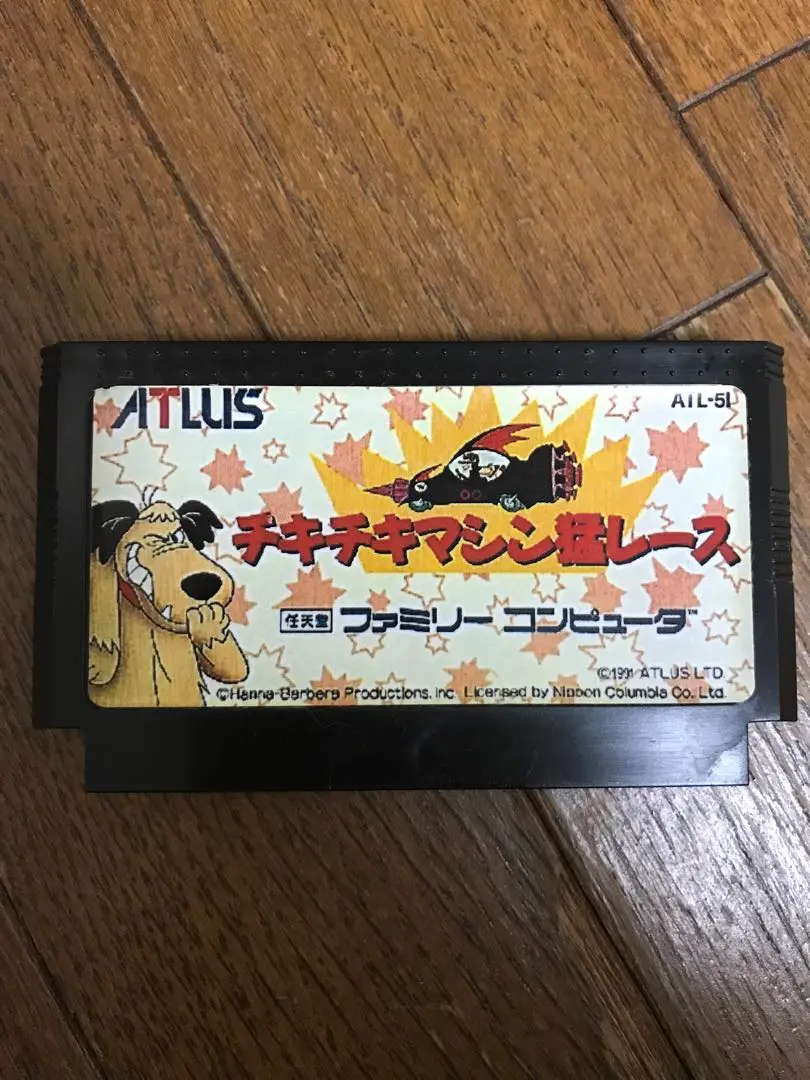 ATLUS
ATL-5I
チキチキマシン猛レース
任天堂 ファミリーコンピュータ™
©1991 ATLUS LTD.
©Hanna-Barbera Productions, Inc. Licensed by Nippon Columbia Co., Ltd.